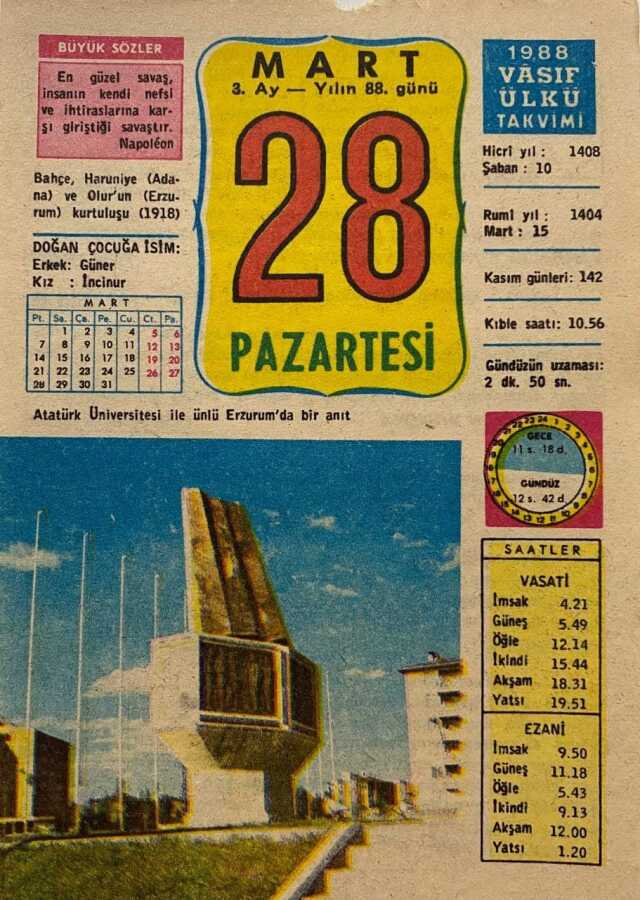 BÜYÜK SÖZLER
En güzel savaş,
insanın kendi nefsi
ve ihtiraslarına kar-
şı giriştiği savaştır.
Napoléon
Bahçe, Haruniye (Ada-
na) ve Olur'un (Erzu-
rum) kurtuluşu (1918)
DOĞAN ÇOCUĞA İSİM:
Erkek: Güner
Kız : İncinur
MART
Pt. Sa. Ça. Pe. Cu. Ct. Pa.
1 2 3 4 5 6
7 8 9 10 11 12 13
14 15 16 17 18 19 20
21 22 23 24 25 26 27
28 29 30 31
MART
3. Ay — Yılın 88. günü
28
PAZARTESİ
1988
VÂSIF
ÜLKÜ
TAKVİMİ
Hicrî yıl : 1408
Şaban : 10
Rumî yıl : 1404
Mart : 15
Kasım günleri: 142
Kıble saatı: 10.56
Gündüzün uzaması:
2 dk. 50 sn.
GECE
11 s. 18 d.
GÜNDÜZ
12 s. 42 d.
SAATLER
VASATİ
İmsak 4.21
Güneş 5.49
Öğle 12.14
İkindi 15.44
Akşam 18.31
Yatsı 19.51
EZANİ
İmsak 9.50
Güneş 11.18
Öğle 5.43
İkindi 9.13
Akşam 12.00
Yatsı 1.20
Atatürk Üniversitesi ile ünlü Erzurum'da bir anıt